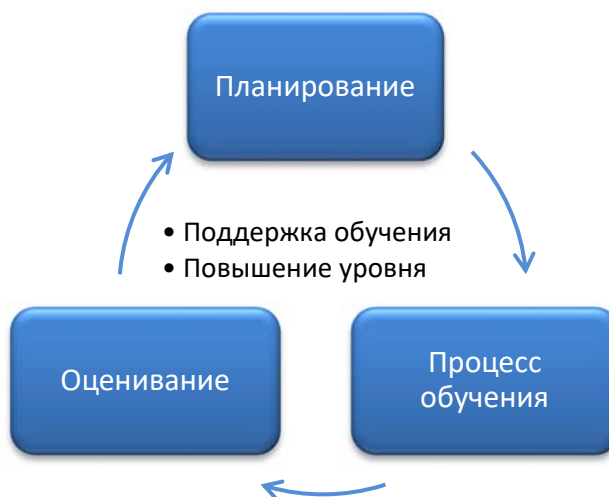 Планирование
• Поддержка обучения
• Повышение уровня
Оценивание
Процесс
обучения